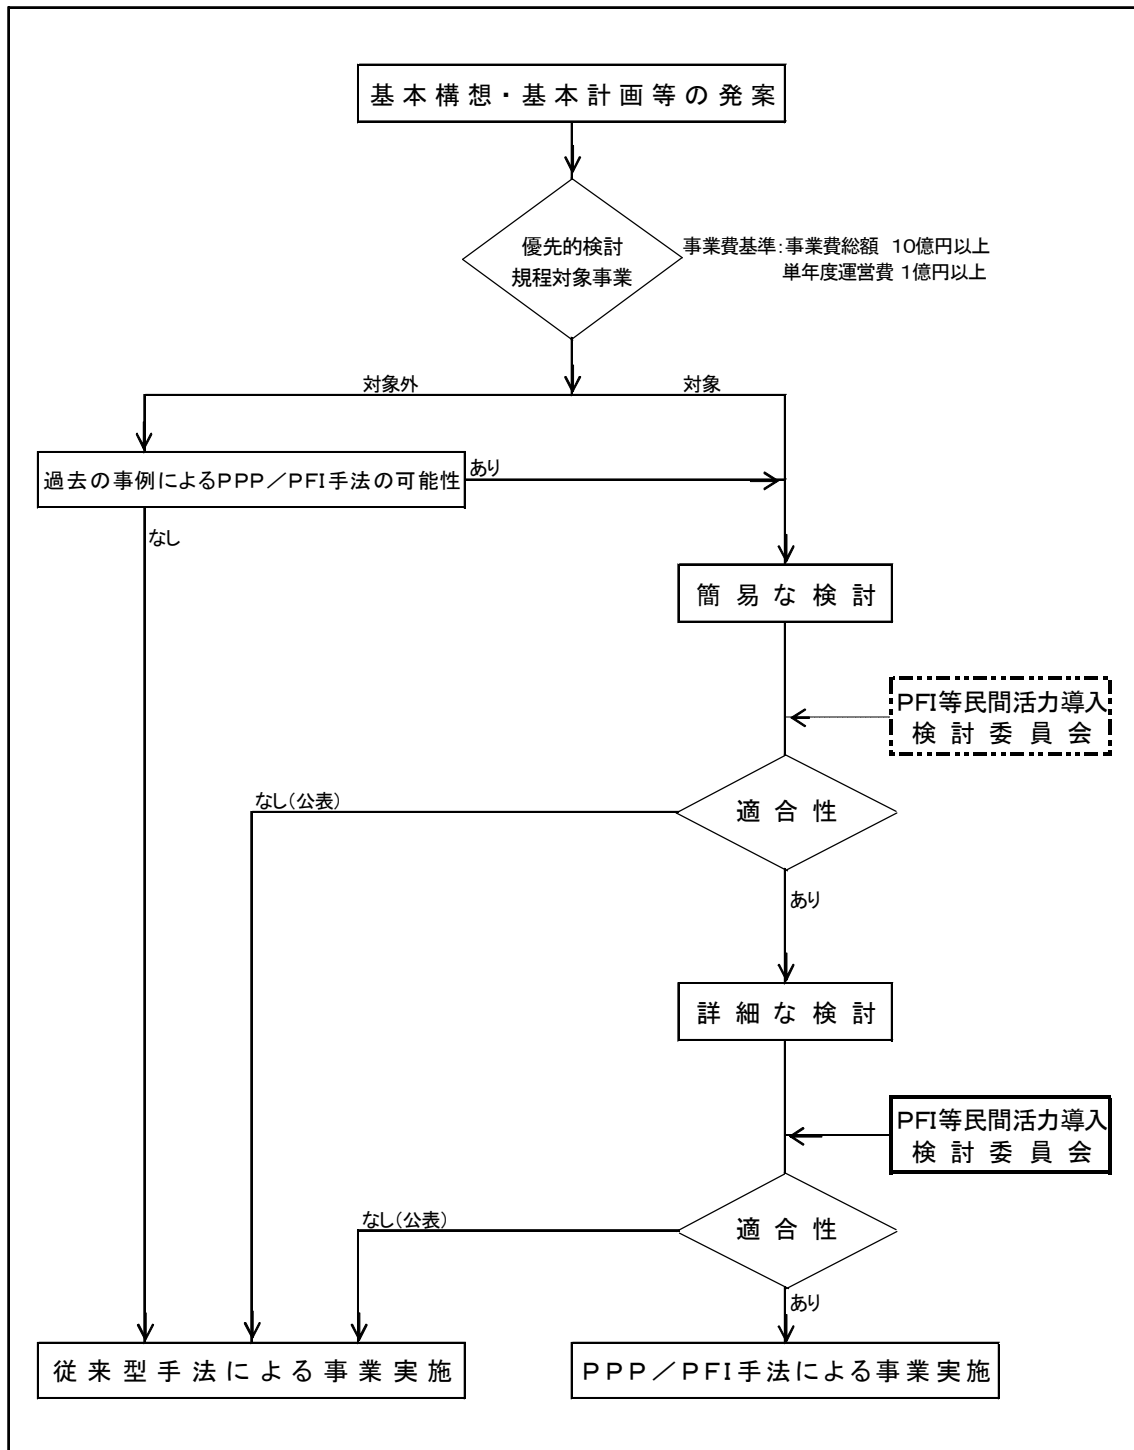 基本構想・基本計画等の発案
優先的検討
規程対象事業
事業費基準:事業費総額 10億円以上
単年度運営費 1億円以上
対象外
対象
過去の事例によるPPP/PFI手法の可能性
あり
なし
簡易な検討
PFI等民間活力導入
検討委員会
適合性
なし(公表)
あり
詳細な検討
PFI等民間活力導入
検討委員会
適合性
なし(公表)
あり
従来型手法による事業実施
PPP/PFI手法による事業実施